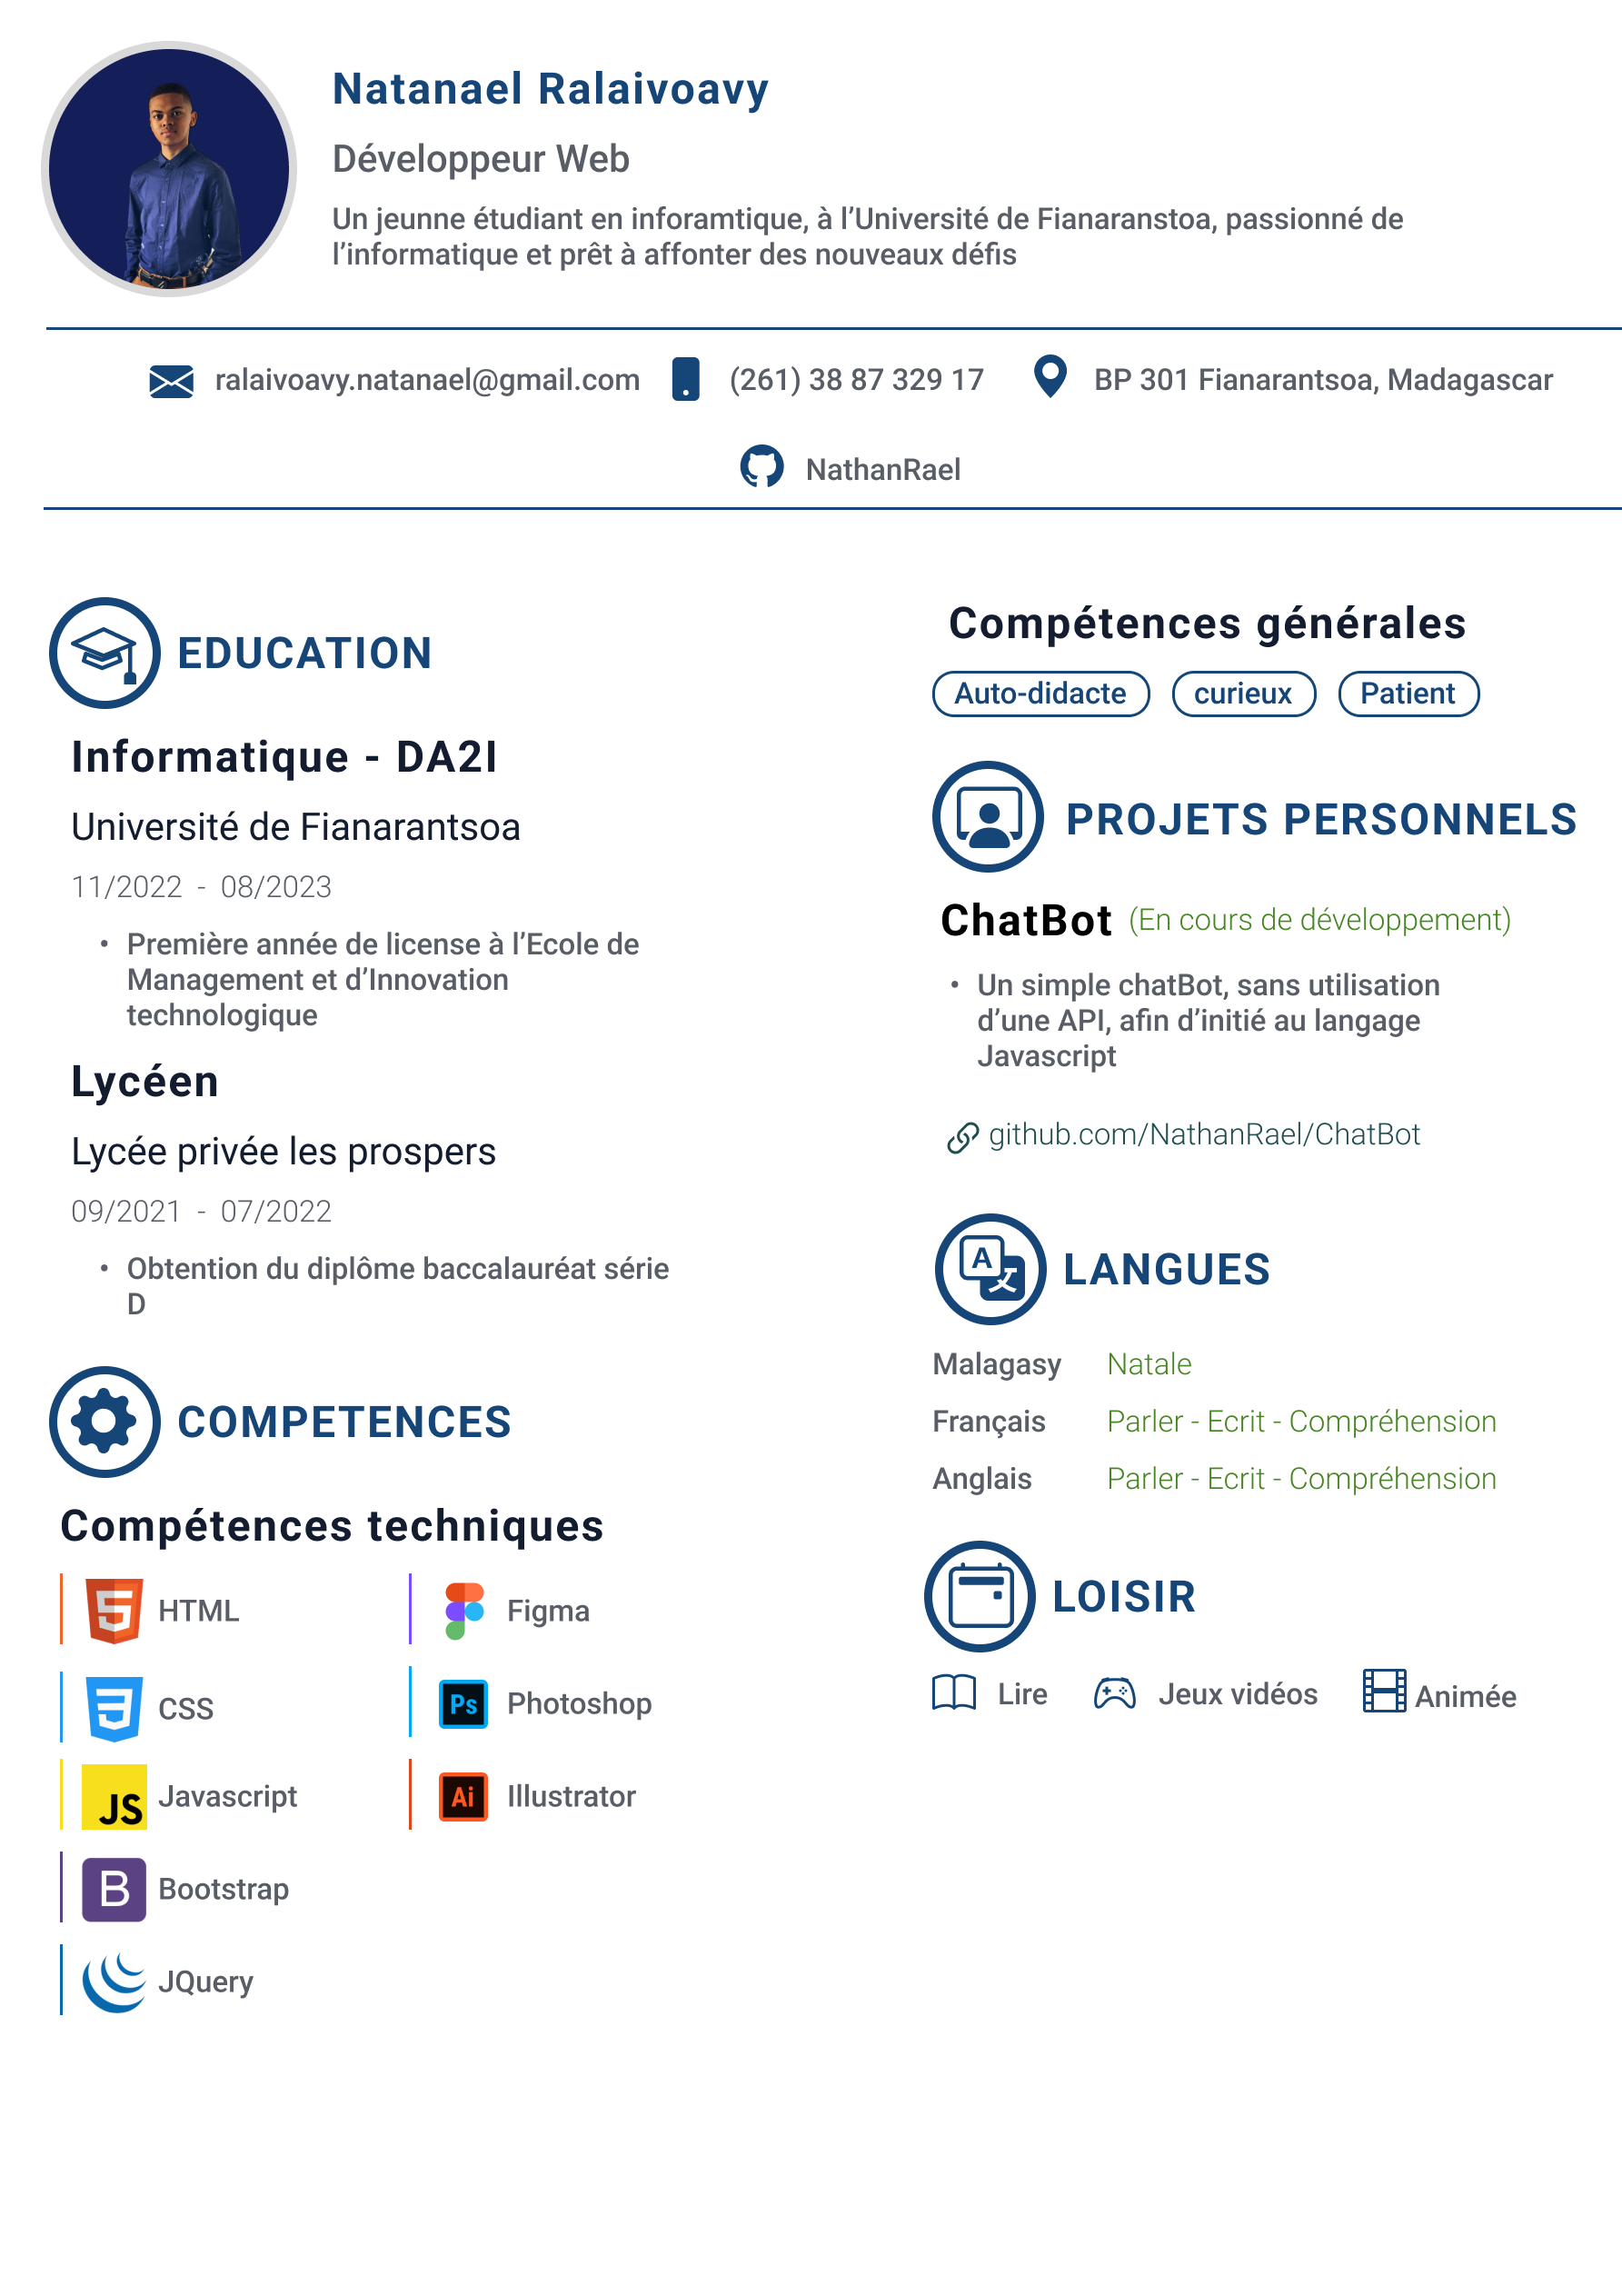 Natanael Ralaivoavy
Développeur Web
Un jeunne étudiant en inforamtique, à l’Université de Fianaranstoa, passionné de
l’informatique et prêt à affonter des nouveaux défis
ralaivoavy.natanael@gmail.com (261) 38 87 329 17 BP 301 Fianarantsoa, Madagascar
NathanRael
EDUCATION
Informatique - DA2I
Université de Fianarantsoa
11/2022 - 08/2023
• Première année de license à l’Ecole de
Management et d’Innovation
technologique
Lycéen
Lycée privée les prospers
09/2021 - 07/2022
• Obtention du diplôme baccalauréat série
D
COMPETENCES
Compétences techniques
HTML
CSS
JS Javascript
B Bootstrap
JQuery
Figma
Ps Photoshop
Ai Illustrator
Compétences générales
Auto-didacte curieux Patient
PROJETS PERSONNELS
ChatBot (En cours de développement)
• Un simple chatBot, sans utilisation
d’une API, afin d’initié au langage
Javascript
github.com/NathanRael/ChatBot
A 文 LANGUES
Malagasy Natale
Français Parler - Ecrit - Compréhension
Anglais Parler - Ecrit - Compréhension
LOISIR
Lire Jeux vidéos Animée